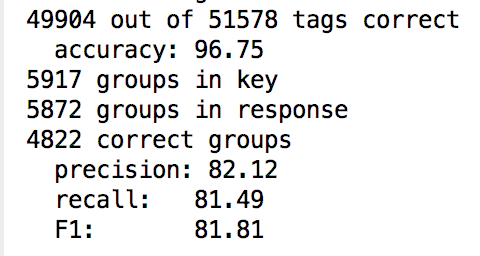 49904 out of 51578 tags correct
accuracy: 96.75
5917 groups in key
5872 groups in response
4822 correct groups
precision: 82.12
recall: 81.49
F1: 81.81